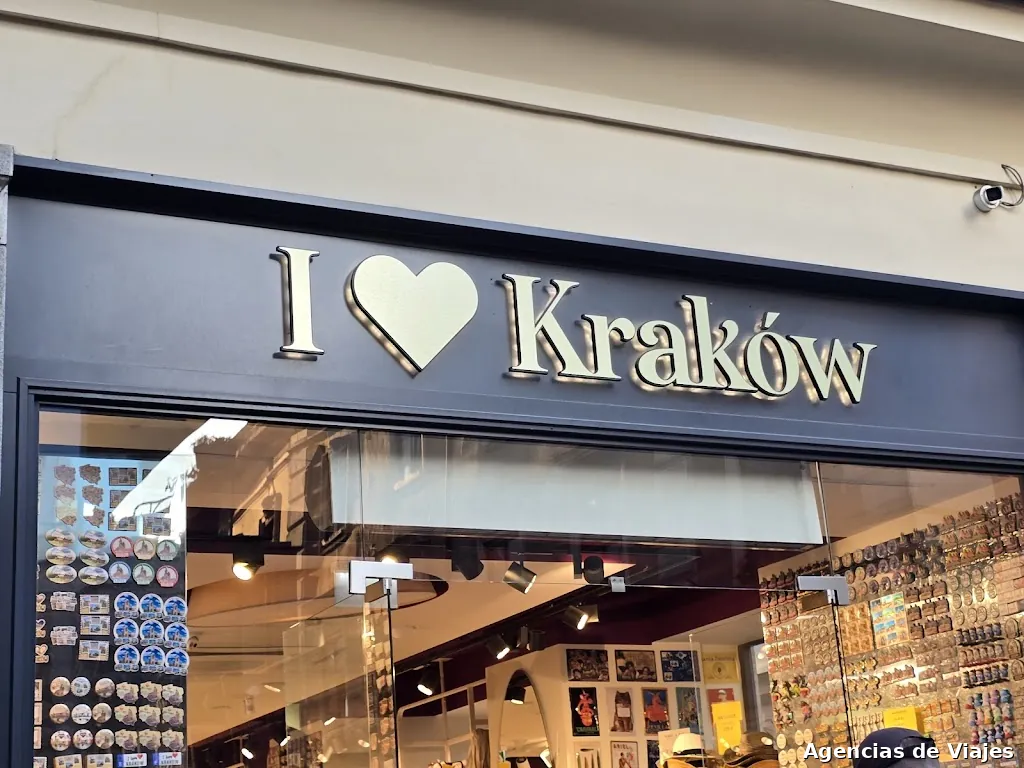 I ♥ Kraków
Agencias de Viajes